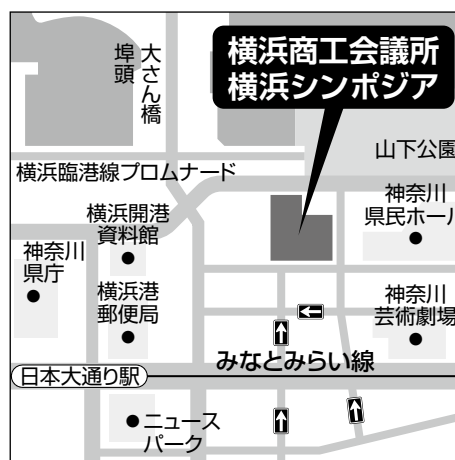 横浜商工会議所
横浜シンポジア
大さん橋
埠頭
山下公園
横浜臨港線プロムナード
神奈川
県民ホール
横浜開港
資料館
神奈川
県庁
横浜港
郵便局
神奈川
芸術劇場
みなとみらい線
日本大通り駅
ニュース
パーク